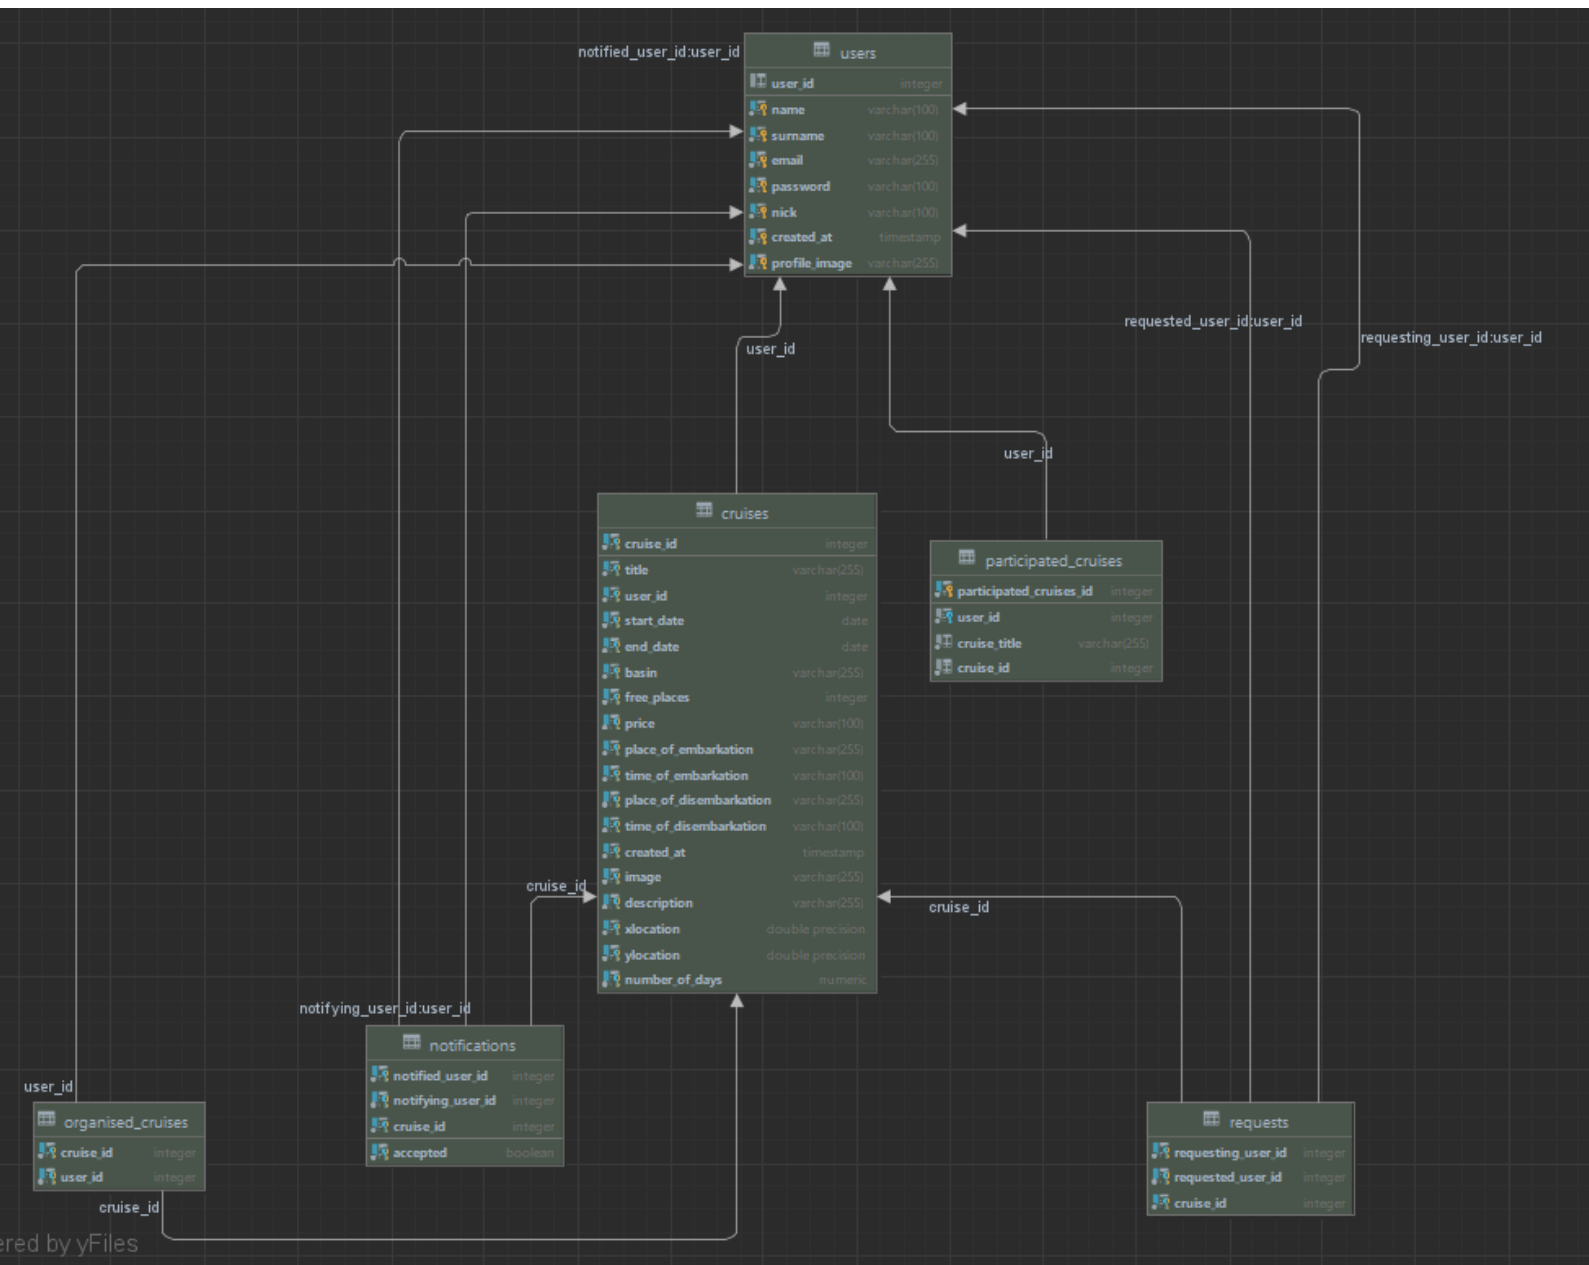 notified_user_id:user_id
users
user_id integer
name varchar(100)
surname varchar(100)
email varchar(255)
password varchar(100)
nick varchar(100)
created_at timestamp
profile_image varchar(255)
requested_user_id:user_id
requesting_user_id:user_id
user_id
user_id
cruises
cruise_id integer
title varchar(255)
user_id integer
start_date date
end_date date
basin varchar(255)
free_places integer
price varchar(100)
place_of_embarkation varchar(255)
time_of_embarkation varchar(100)
place_of_disembarkation varchar(255)
time_of_disembarkation varchar(100)
created_at timestamp
image varchar(255)
description varchar(255)
xlocation double precision
ylocation double precision
number_of_days numeric
participated_cruises
participated_cruises_id integer
user_id integer
cruise_title varchar(255)
cruise_id integer
cruise_id
cruise_id
notifying_user_id:user_id
notifications
notified_user_id integer
notifying_user_id integer
cruise_id integer
accepted boolean
user_id
organised_cruises
cruise_id integer
user_id integer
cruise_id
requests
requesting_user_id integer
requested_user_id integer
cruise_id integer
ered by yFiles